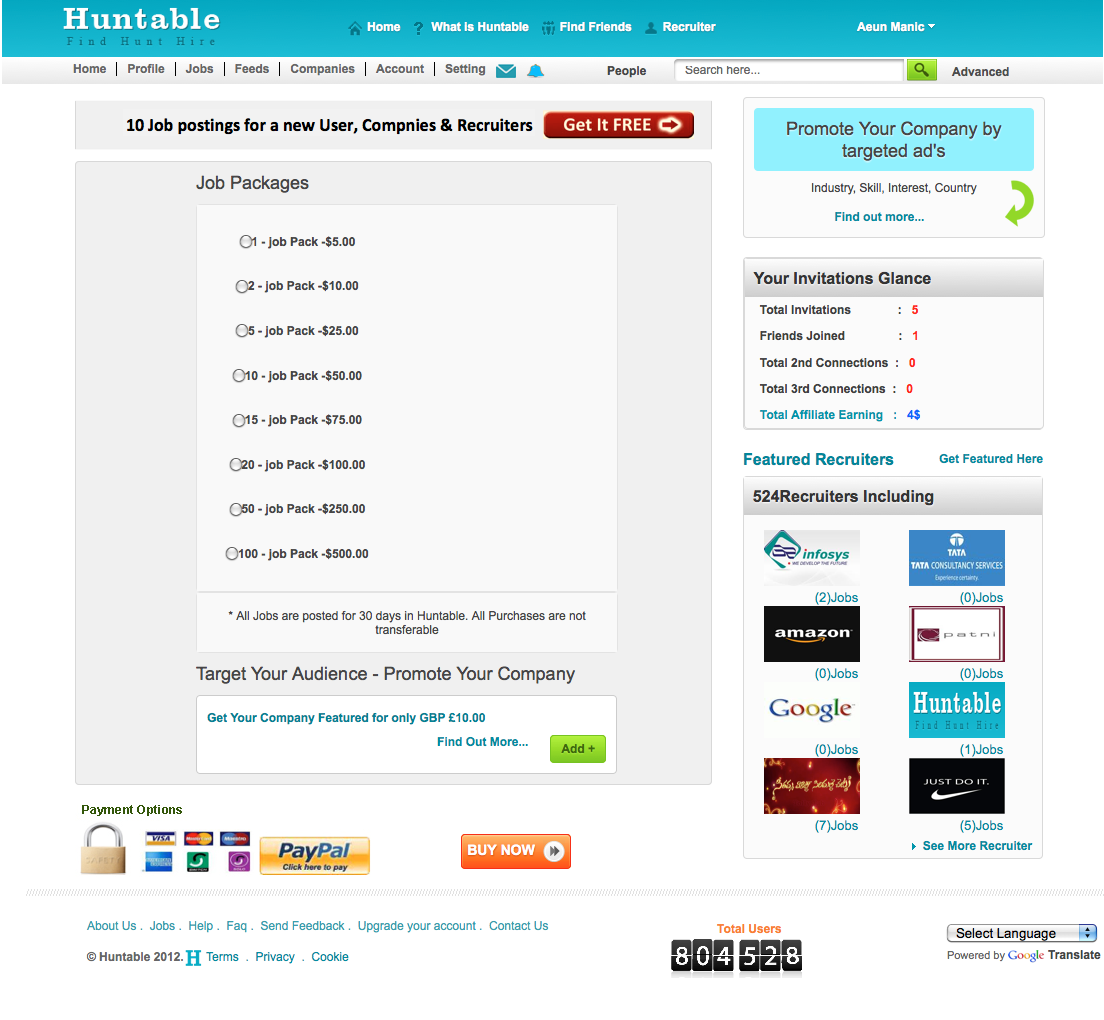 Huntable
Find Hunt Hire
Home
? What is Huntable
Find Friends
Recruiter
Aeun Manic
Home | Profile | Jobs | Feeds | Companies | Account | Setting
People
Search here...
Advanced
10 Job postings for a new User, Compnies & Recruiters
Get It FREE
Job Packages
1 - job Pack -$5.00
2 - job Pack -$10.00
5 - job Pack -$25.00
10 - job Pack -$50.00
15 - job Pack -$75.00
20 - job Pack -$100.00
50 - job Pack -$250.00
100 - job Pack -$500.00
* All Jobs are posted for 30 days in Huntable. All Purchases are not
transferable
Target Your Audience - Promote Your Company
Get Your Company Featured for only GBP £10.00
Find Out More...
Add +
Payment Options
VISA
MasterCard
Maestro
PayPal
Click here to pay
BUY NOW
Promote Your Company by
targeted ad's
Industry, Skill, Interest, Country
Find out more...
Your Invitations Glance
Total Invitations : 5
Friends Joined : 1
Total 2nd Connections : 0
Total 3rd Connections : 0
Total Affiliate Earning : 4$
Featured Recruiters
Get Featured Here
524Recruiters Including
infosys
WE DEVELOP THE FUTURE
(2)Jobs
TATA
TATA CONSULTANCY SERVICES
Experience certainty.
(0)Jobs
amazon
(0)Jobs
patni
(0)Jobs
Google
(0)Jobs
Huntable
Find Hunt Hire
(1)Jobs
(7)Jobs
JUST DO IT.
(5)Jobs
See More Recruiter
About Us . Jobs . Help . Faq . Send Feedback . Upgrade your account . Contact Us
© Huntable 2012. H Terms . Privacy . Cookie
Total Users
804528
Select Language
Powered by Google Translate